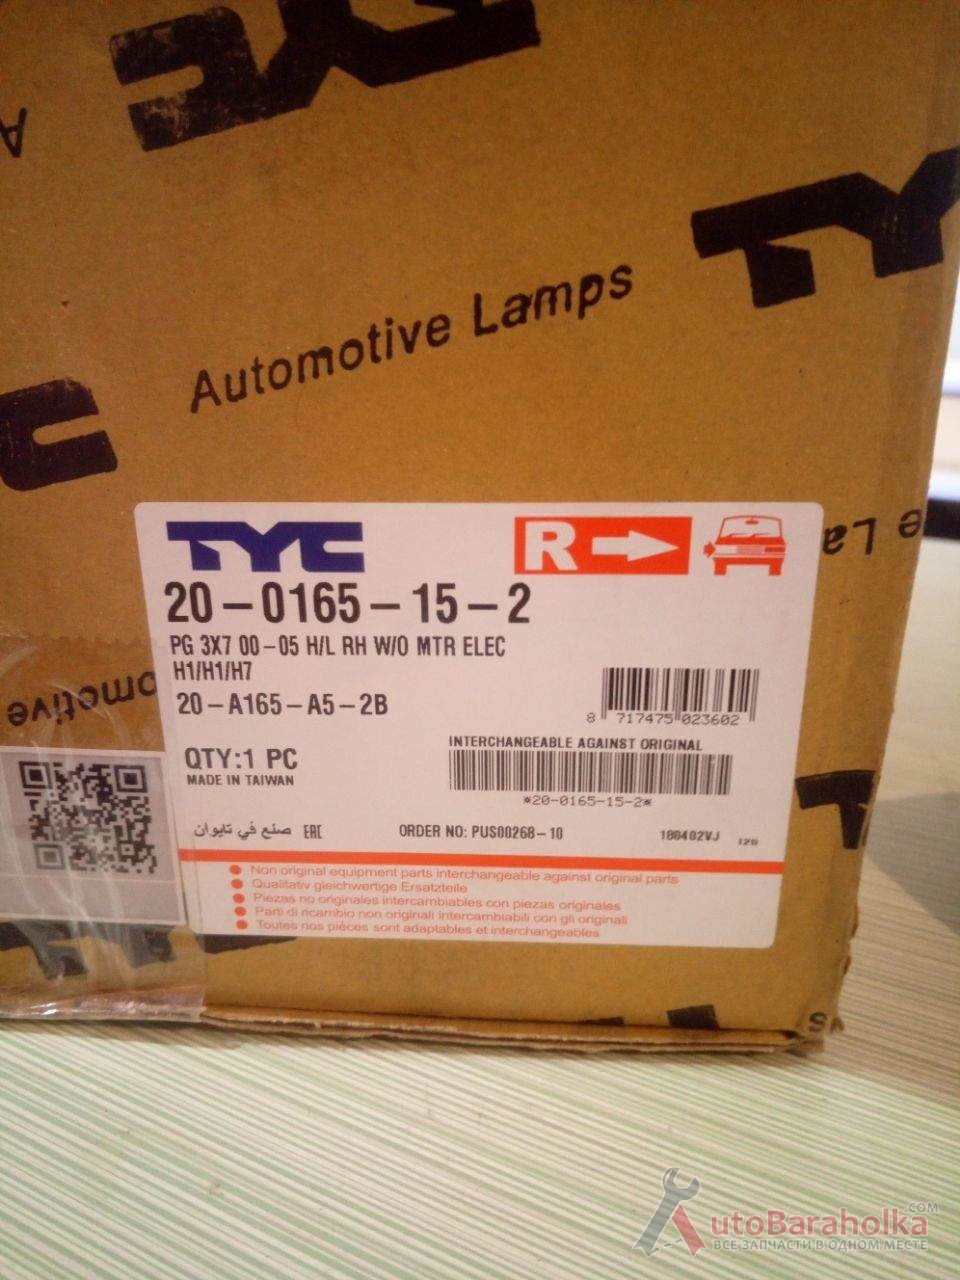 Automotive Lamps
TYC
R
20-0165-15-2
PG 3X7 00-05 H/L RH W/O MTR ELEC
H1/H1/H7
20-A165-A5-2B
8 717475 023602
QTY:1 PC
MADE IN TAIWAN
INTERCHANGEABLE AGAINST ORIGINAL
*20-0165-15-2*
صنع في تايوان EAC
ORDER NO: PUS00268-10
180402VJ
Non original equipment parts interchangeable against original parts
Qualitativ gleichwertige Ersatzteile
Piezas no originales intercambiables con piezas originales
Parti di ricambio non originali intercambiabili con gli originali
Toutes nos pièces sont adaptables et interchangeables
AutoBaraholka.COM
ВСЕ ЗАПЧАСТИ В ОДНОМ МЕСТЕ